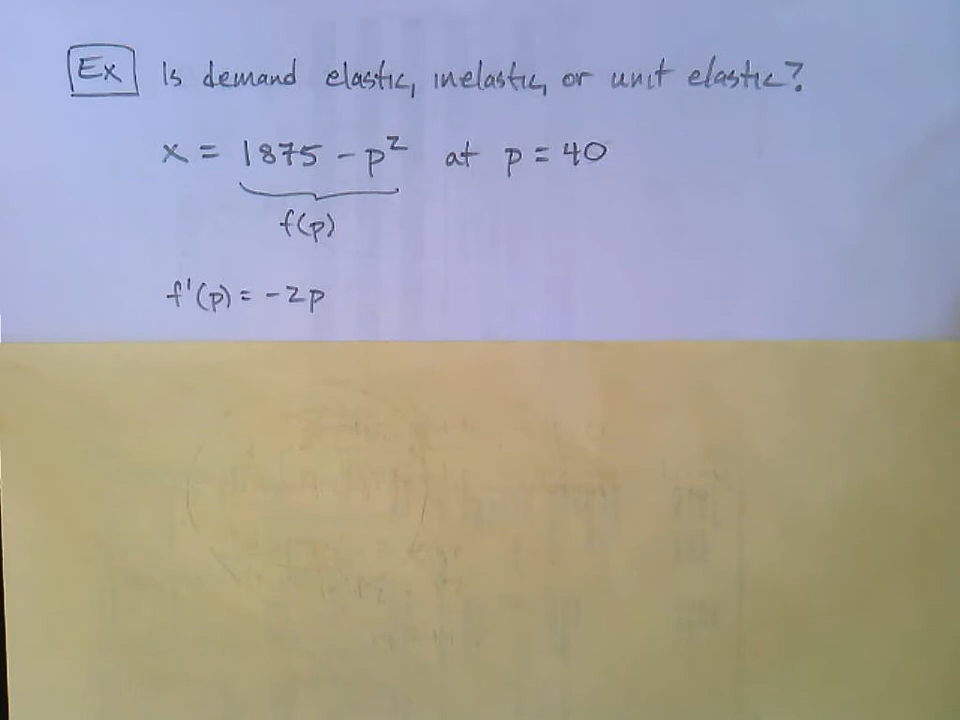 Ex Is demand elastic, inelastic, or unit elastic?
x = 1875 - p² at p = 40
f(p)
f'(p) = -2p